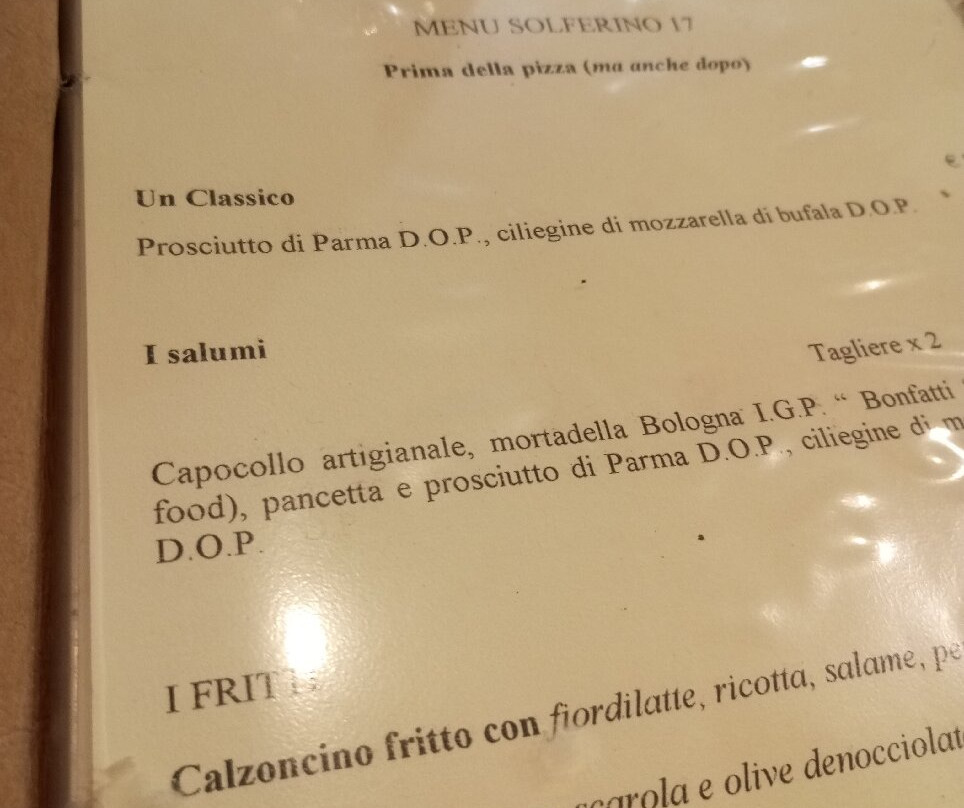 MENU SOLFERINO 17
Prima della pizza (ma anche dopo)
€
Un Classico
Prosciutto di Parma D.O.P., ciliegine di mozzarella di bufala D.O.P.
I salumi
Tagliere x 2
Capocollo artigianale, mortadella Bologna I.G.P. “ Bonfatti
food), pancetta e prosciutto di Parma D.O.P., ciliegine di
D.O.P.
I FRIT
Calzoncino fritto con fiordilatte, ricotta, salame,
e olive